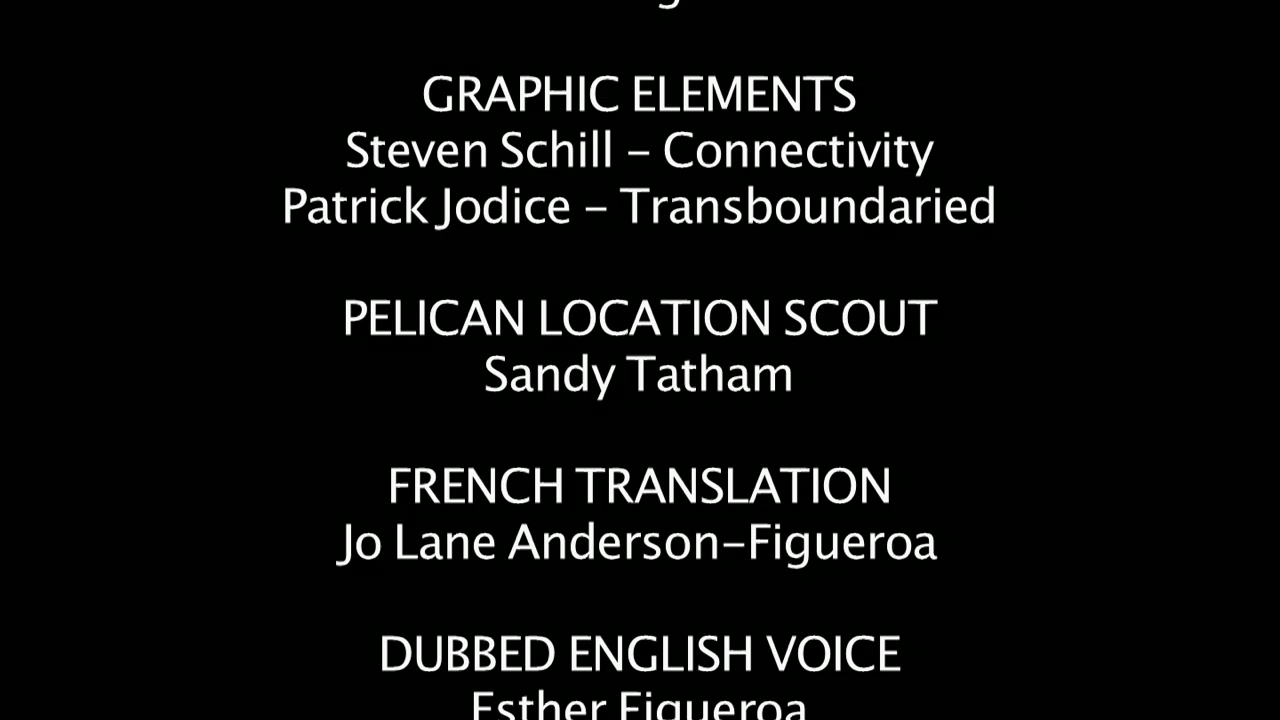 GRAPHIC ELEMENTS
Steven Schill – Connectivity
Patrick Jodice – Transboundaried
PELICAN LOCATION SCOUT
Sandy Tatham
FRENCH TRANSLATION
Jo Lane Anderson–Figueroa
DUBBED ENGLISH VOICE
Esther Figueroa